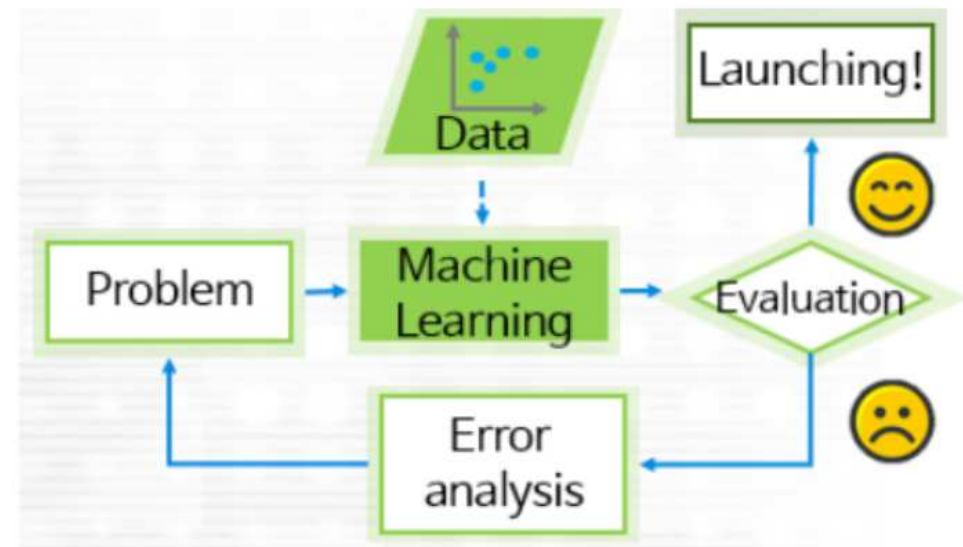 Data
Launching!
Problem
Machine
Learning
Evaluation
Error
analysis